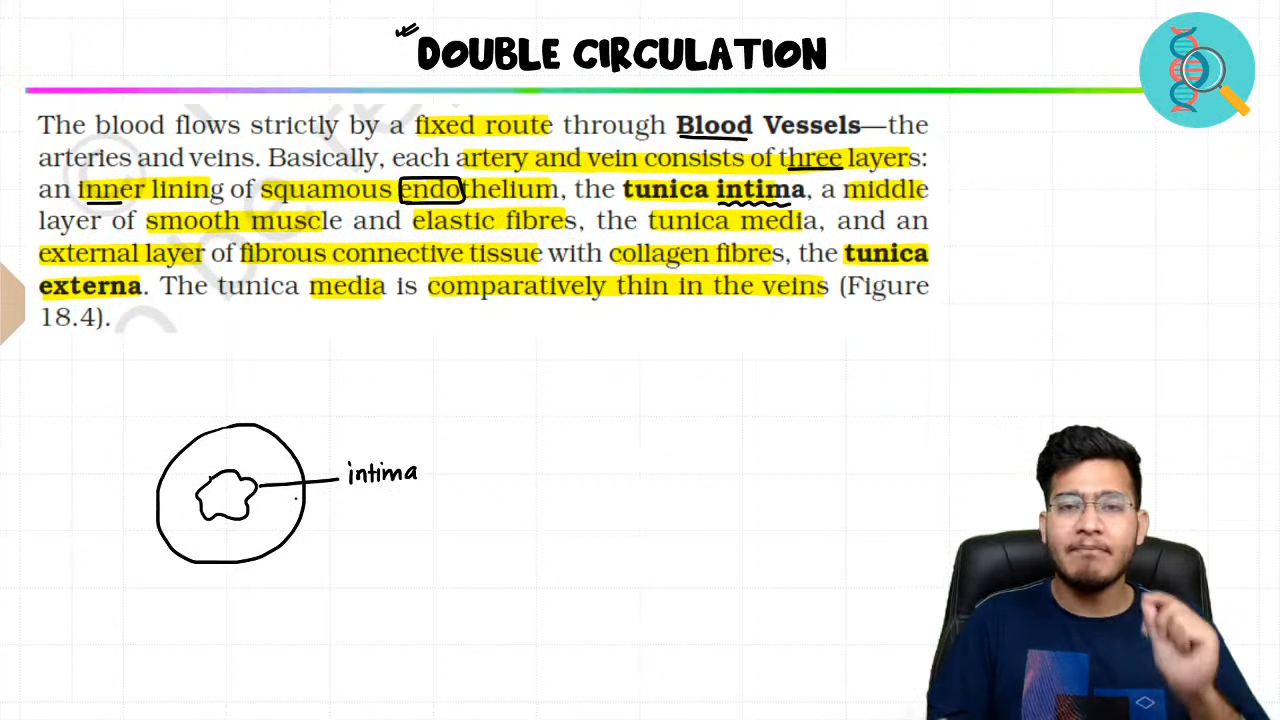 DOUBLE CIRCULATION
The blood flows strictly by a fixed route through Blood Vessels—the
arteries and veins. Basically, each artery and vein consists of three layers:
an inner lining of squamous endothelium, the tunica intima, a middle
layer of smooth muscle and elastic fibres, the tunica media, and an
external layer of fibrous connective tissue with collagen fibres, the tunica
externa. The tunica media is comparatively thin in the veins (Figure
18.4).
intima